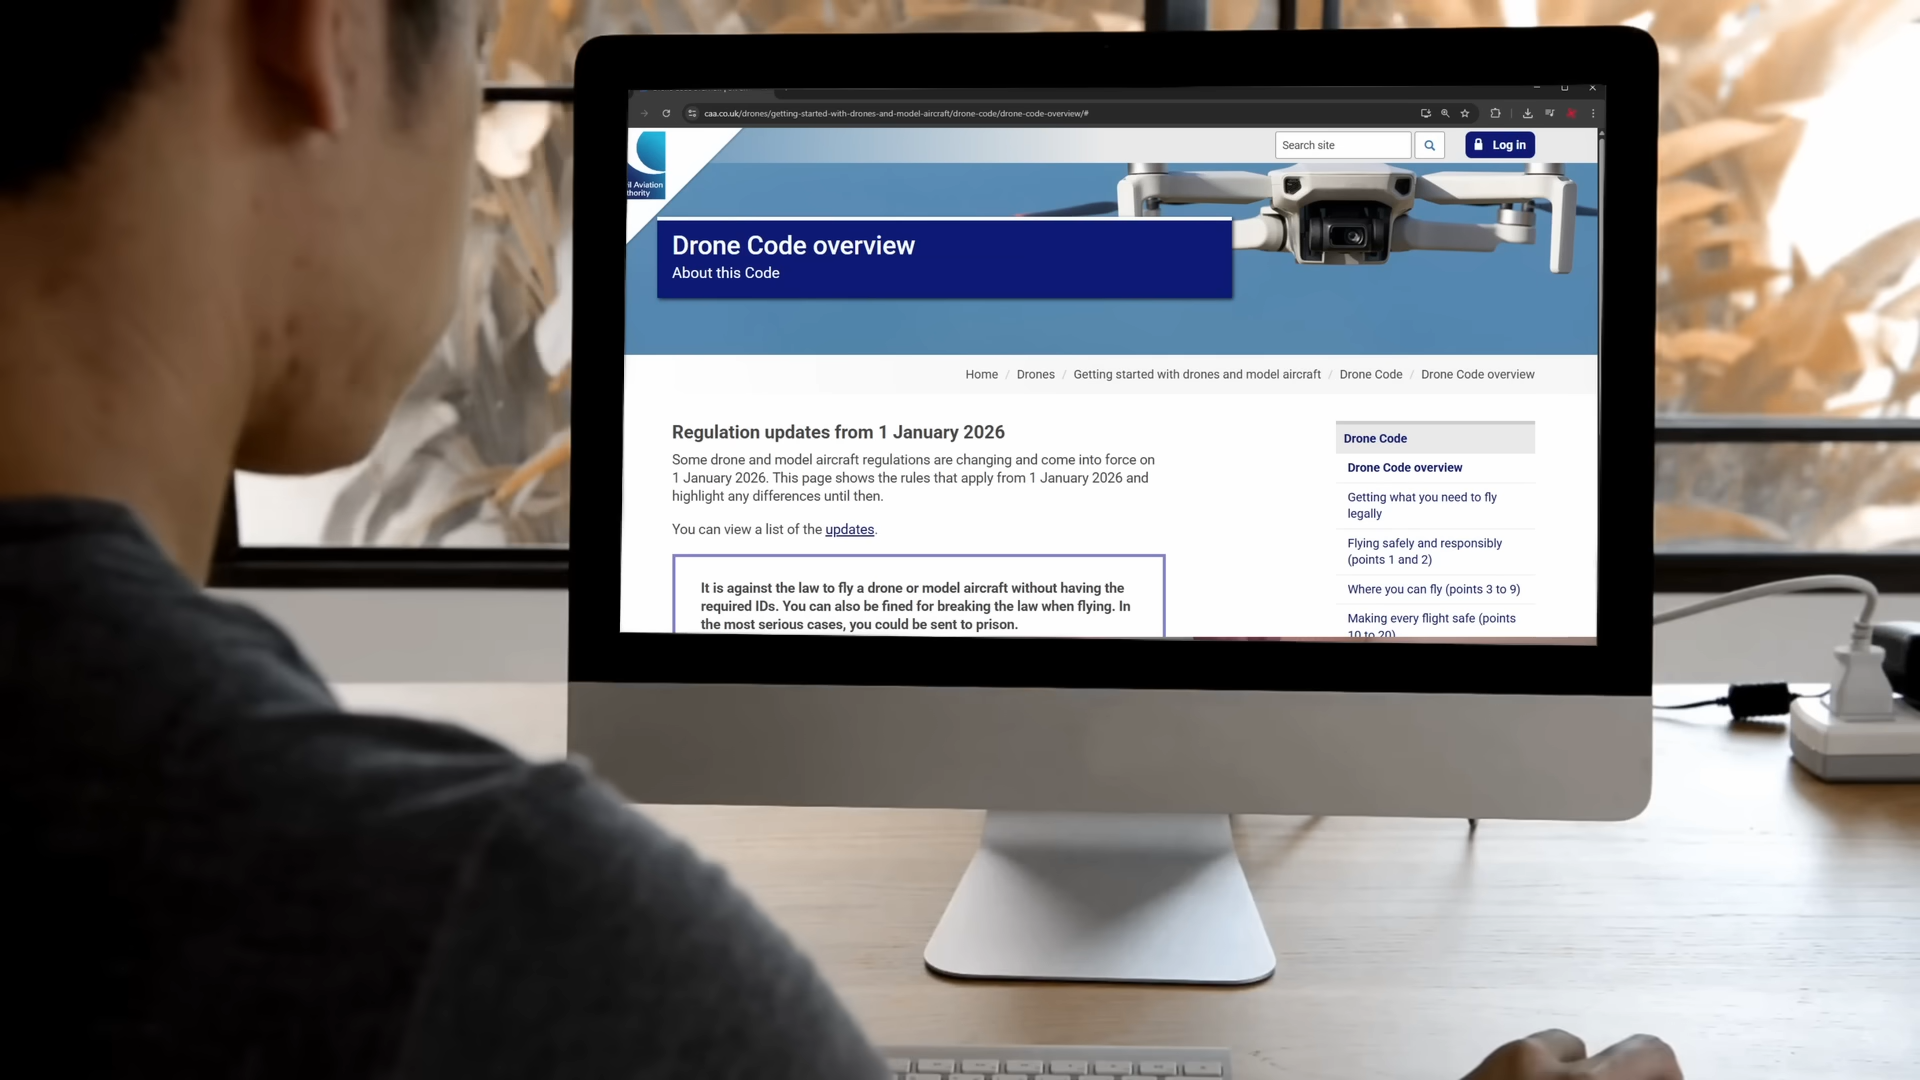 caa.co.uk/drones/getting-started-with-drones-and-model-aircraft/drone-code/drone-code-overview/#
Search site
Log in
il Aviation
thority
Drone Code overview
About this Code
Home / Drones / Getting started with drones and model aircraft / Drone Code / Drone Code overview
Regulation updates from 1 January 2026
Some drone and model aircraft regulations are changing and come into force on
1 January 2026. This page shows the rules that apply from 1 January 2026 and
highlight any differences until then.
You can view a list of the updates.
It is against the law to fly a drone or model aircraft without having the
required IDs. You can also be fined for breaking the law when flying. In
the most serious cases, you could be sent to prison.
Drone Code
Drone Code overview
Getting what you need to fly
legally
Flying safely and responsibly
(points 1 and 2)
Where you can fly (points 3 to 9)
Making every flight safe (points
10 to 20)